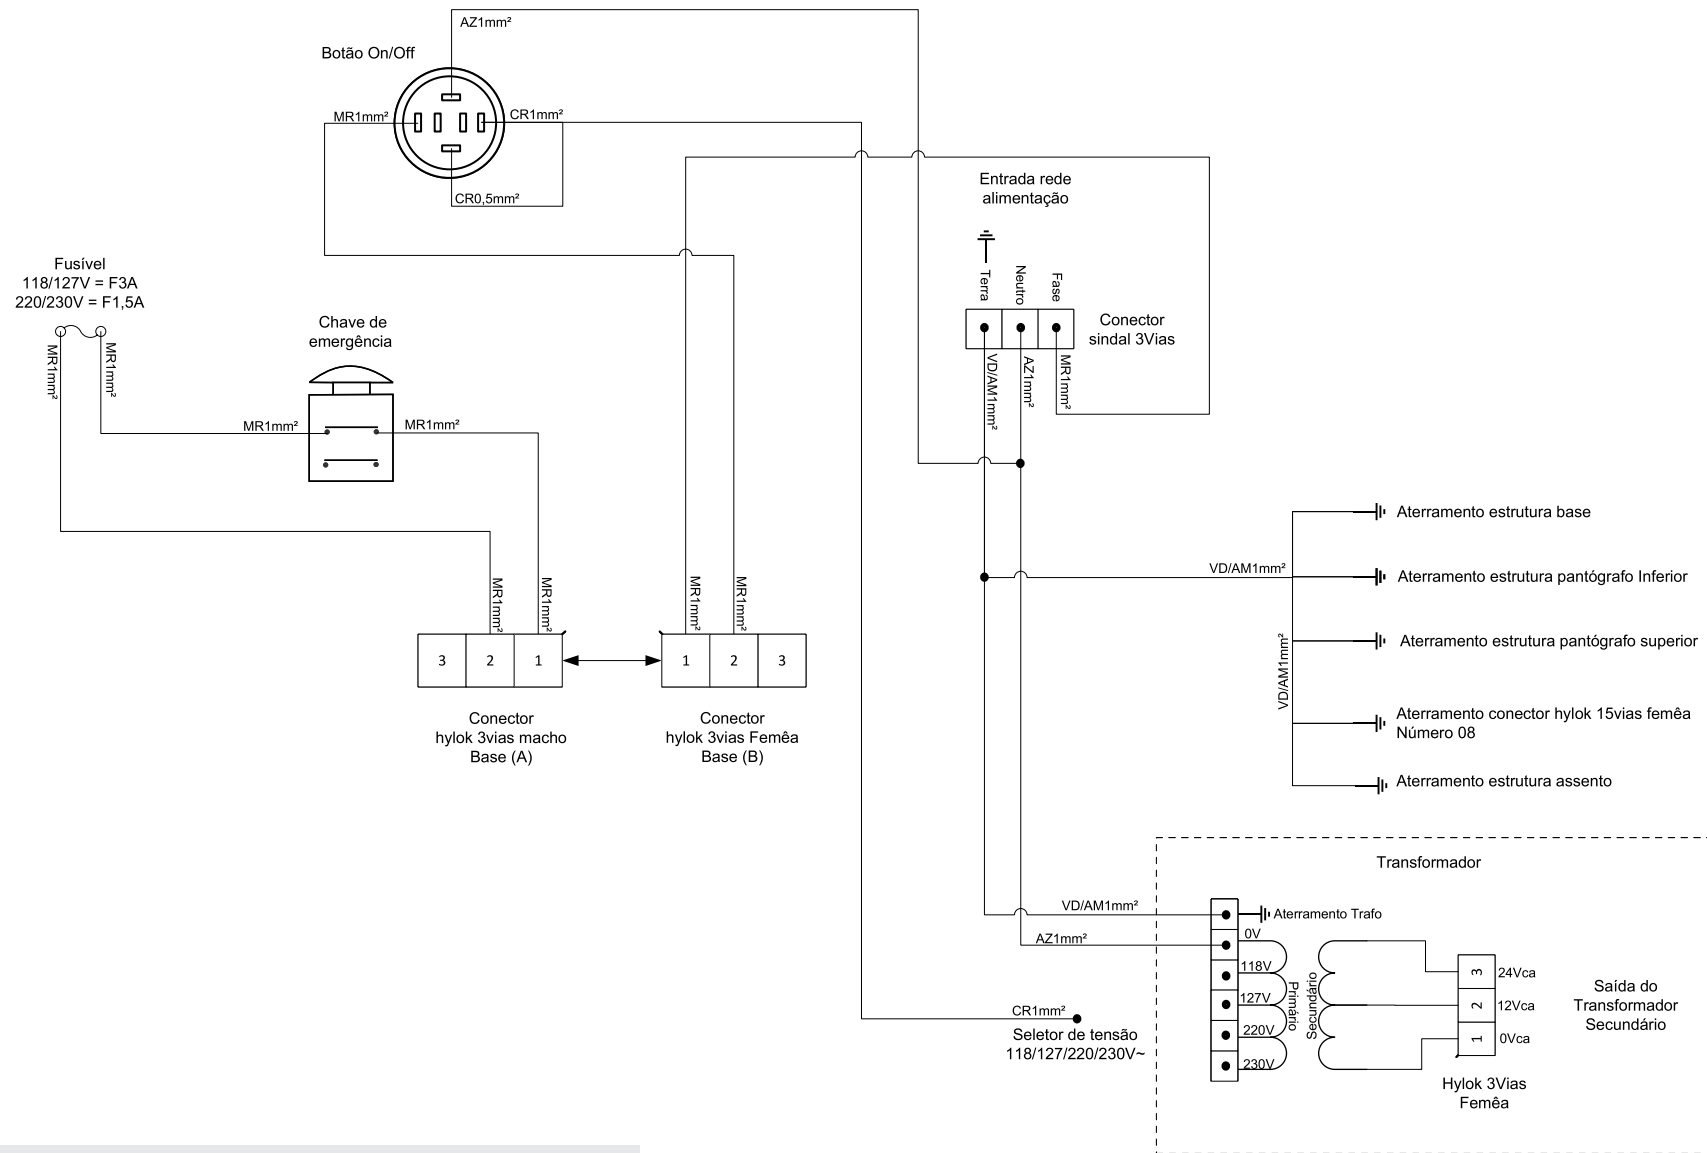 AZ1mm²
Botão On/Off
MR1mm²
CR1mm²
CR0,5mm²
Entrada rede
alimentação
Terra
Neutro
Fase
Conector
sindal 3Vias
VD/AM1mm²
AZ1mm²
MR1mm²
Fusível
118/127V = F3A
220/230V = F1,5A
MR1mm²
MR1mm²
Chave de
emergência
MR1mm²
MR1mm²
MR1mm²
MR1mm²
MR1mm²
MR1mm²
3
2
1
1
2
3
Conector
hylok 3vias macho
Base (A)
Conector
hylok 3vias Femêa
Base (B)
VD/AM1mm²
VD/AM1mm²
Aterramento estrutura base
Aterramento estrutura pantógrafo Inferior
Aterramento estrutura pantógrafo superior
Aterramento conector hylok 15vias femêa
Número 08
Aterramento estrutura assento
Transformador
VD/AM1mm²
Aterramento Trafo
AZ1mm²
0V
118V
127V
220V
230V
Primário
Secundário
3
2
1
24Vca
12Vca
0Vca
Saída do
Transformador
Secundário
Hylok 3Vias
Femêa
CR1mm²
Seletor de tensão
118/127/220/230V~